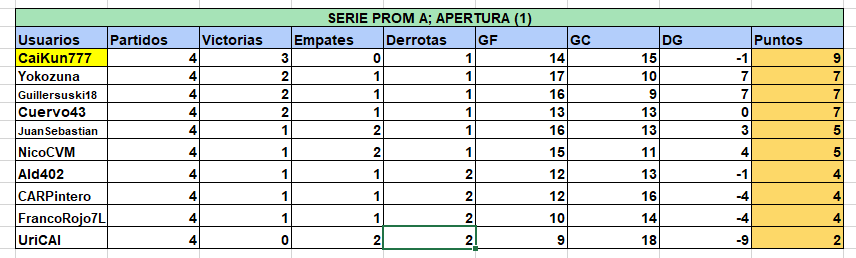 SERIE PROM A; APERTURA (1)
Usuarios Partidos Victorias Empates Derrotas GF GC DG Puntos
CaiKun777 4 3 0 1 14 15 -1 9
Yokozuna 4 2 1 1 17 10 7 7
Guillersuski18 4 2 1 1 16 9 7 7
Cuervo43 4 2 1 1 13 13 0 7
JuanSebastian 4 1 2 1 16 13 3 5
NicoCVM 4 1 2 1 15 11 4 5
Ald402 4 1 1 2 12 13 -1 4
CARPintero 4 1 1 2 12 16 -4 4
FrancoRojo7L 4 1 1 2 10 14 -4 4
UriCAI 4 0 2 2 9 18 -9 2